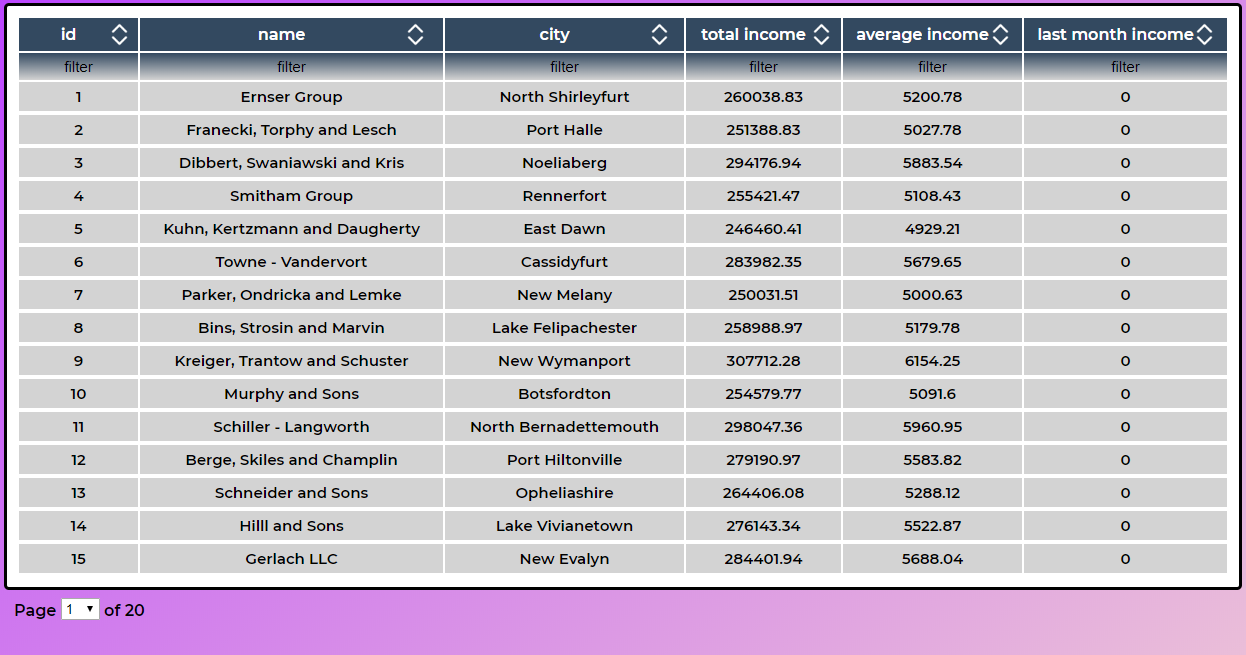 id name city total income average income last month income
filter filter filter filter filter filter
1 Ernser Group North Shirleyfurt 260038.83 5200.78 0
2 Franecki, Torphy and Lesch Port Halle 251388.83 5027.78 0
3 Dibbert, Swaniawski and Kris Noeliaberg 294176.94 5883.54 0
4 Smitham Group Rennerfort 255421.47 5108.43 0
5 Kuhn, Kertzmann and Daugherty East Dawn 246460.41 4929.21 0
6 Towne - Vandervort Cassidyfurt 283982.35 5679.65 0
7 Parker, Ondricka and Lemke New Melany 250031.51 5000.63 0
8 Bins, Strosin and Marvin Lake Felipachester 258988.97 5179.78 0
9 Kreiger, Trantow and Schuster New Wymanport 307712.28 6154.25 0
10 Murphy and Sons Botsfordton 254579.77 5091.6 0
11 Schiller - Langworth North Bernadettemouth 298047.36 5960.95 0
12 Berge, Skiles and Champlin Port Hiltonville 279190.97 5583.82 0
13 Schneider and Sons Opheliashire 264406.08 5288.12 0
14 Hilll and Sons Lake Vivianetown 276143.34 5522.87 0
15 Gerlach LLC New Evalyn 284401.94 5688.04 0
Page 1 of 20